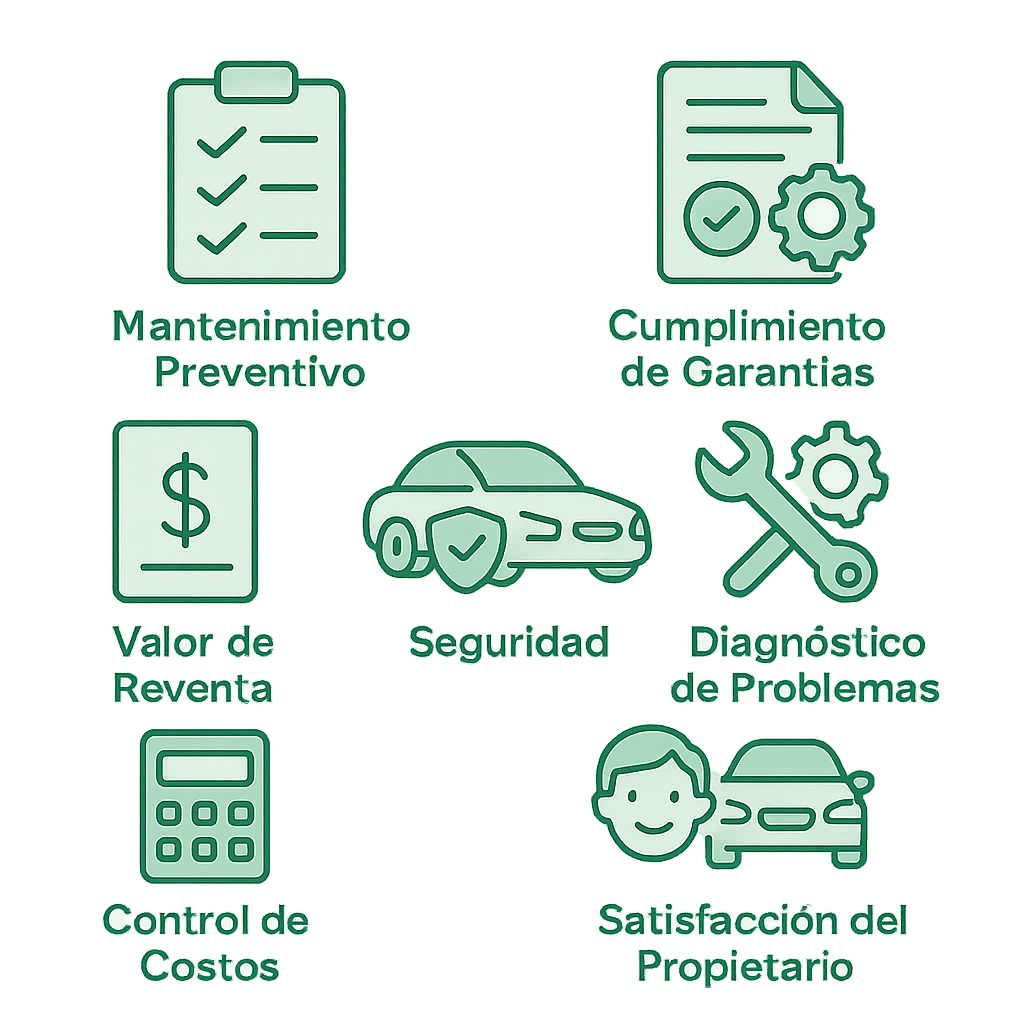 Mantenimiento
Preventivo
Cumplimiento
de Garantias
$
Valor de
Reventa
Seguridad
Diagnóstico
de Problemas
Control de
Costos
Satisfacción del
Propietario